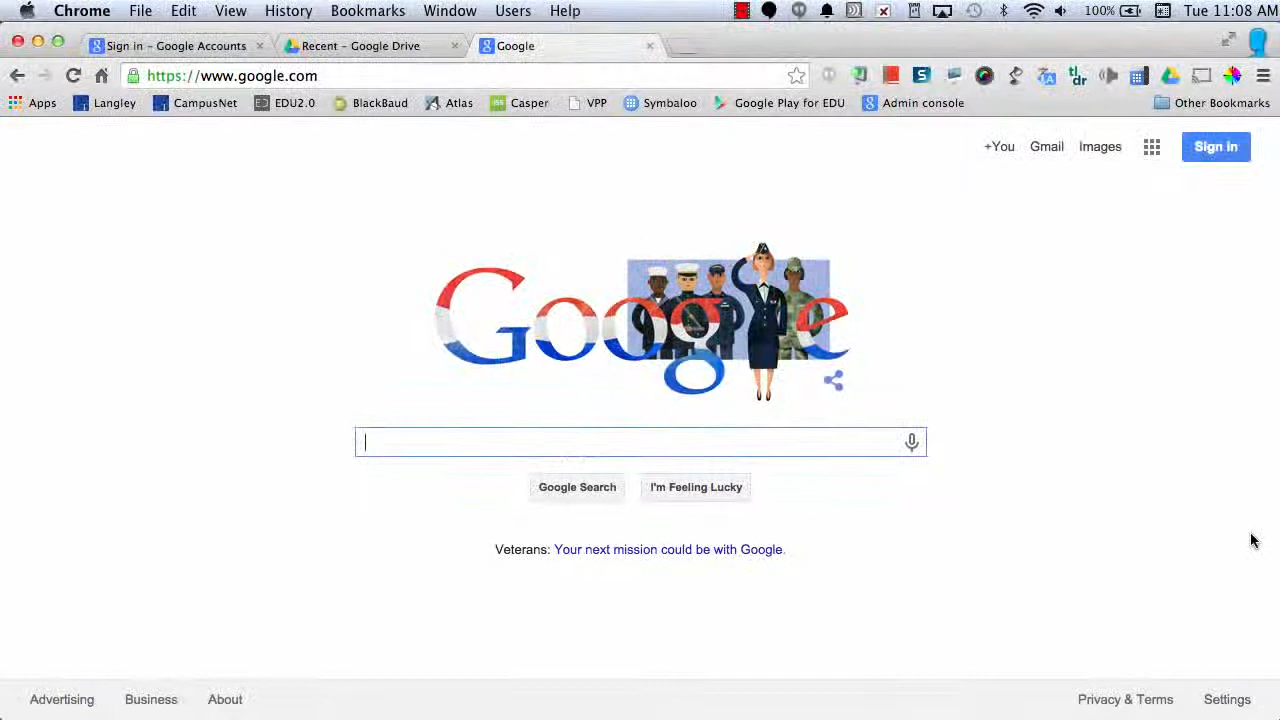 Chrome File Edit View History Bookmarks Window Users Help 100% Tue 11:08 AM
Sign in - Google Accounts Recent - Google Drive Google
https://www.google.com
Apps Langley CampusNet EDU2.0 BlackBaud Atlas Casper VPP Symbaloo Google Play for EDU Admin console Other Bookmarks
+You Gmail Images Sign in
Google
Google Search I'm Feeling Lucky
Veterans: Your next mission could be with Google.
Advertising Business About Privacy & Terms Settings